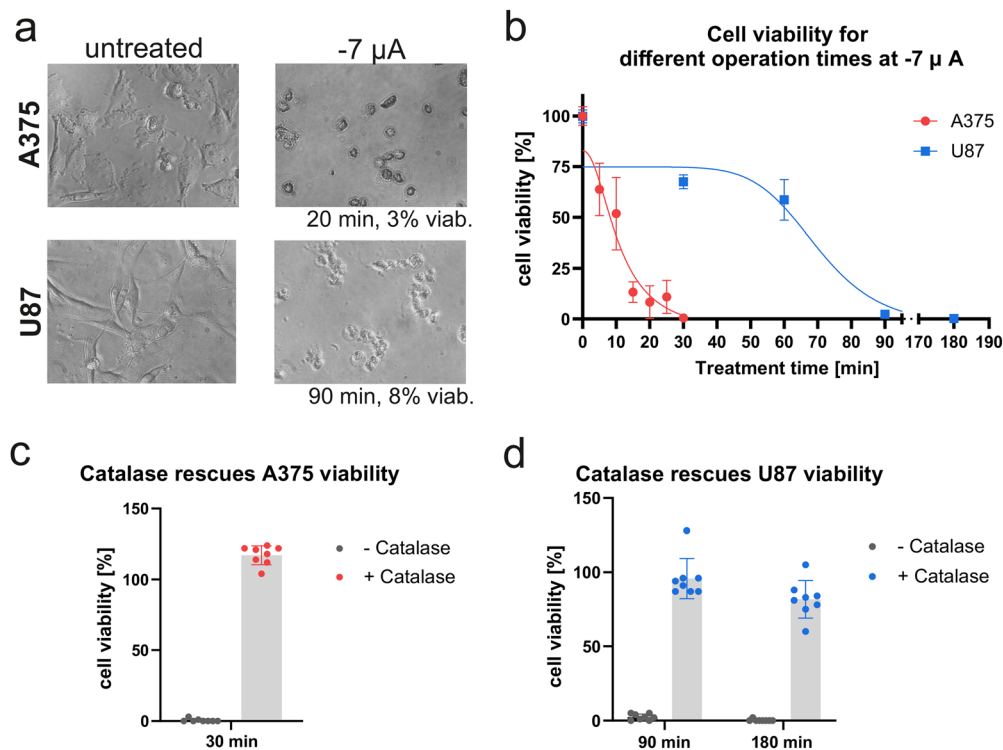 a
untreated
-7 µA
A375
20 min, 3% viab.
U87
90 min, 8% viab.
b
Cell viability for
different operation times at -7 µ A
cell viability [%]
100
75
50
25
0
0 10 20 30 40 50 60 70 80 90 170 180 190
Treatment time [min]
A375
U87
c
Catalase rescues A375 viability
cell viability [%]
150
100
50
0
30 min
- Catalase
+ Catalase
d
Catalase rescues U87 viability
cell viability [%]
150
100
50
0
90 min 180 min
- Catalase
+ Catalase